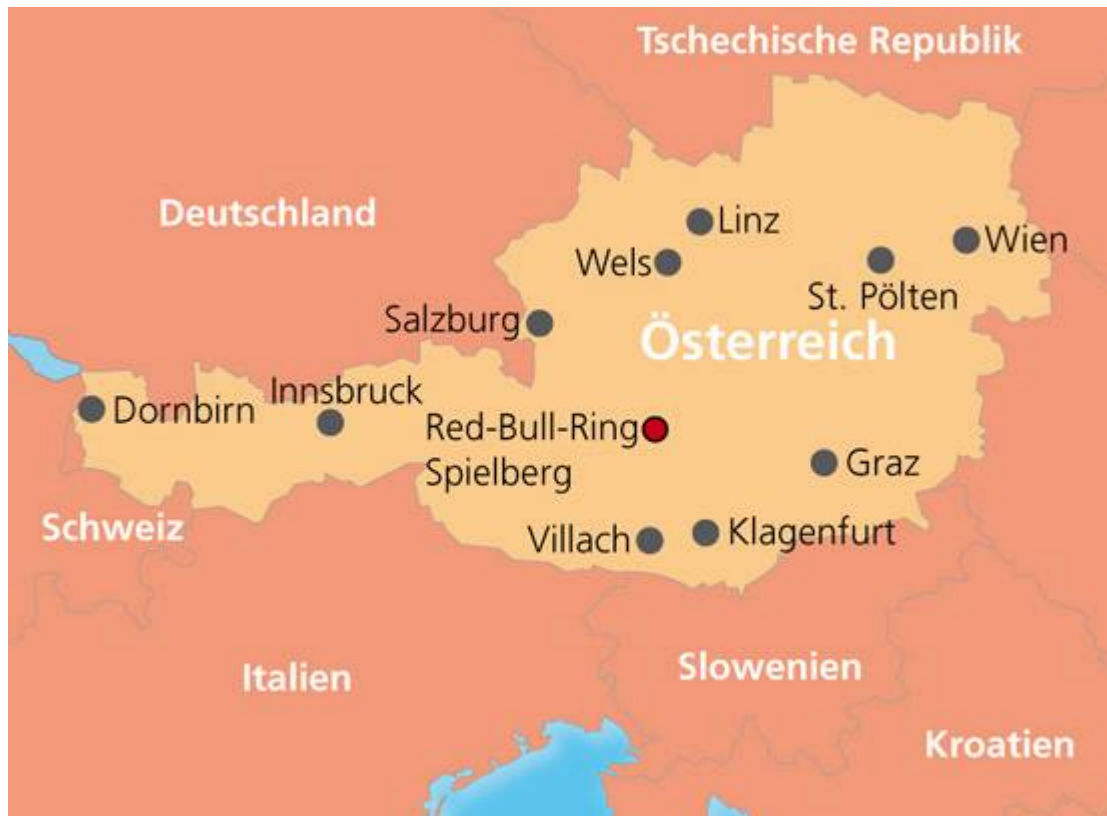 Tschechische Republik
Deutschland
Linz
Wien
Wels
St. Pölten
Salzburg
Österreich
Innsbruck
Dornbirn
Red-Bull-Ring
Spielberg
Graz
Schweiz
Villach
Klagenfurt
Italien
Slowenien
Kroatien